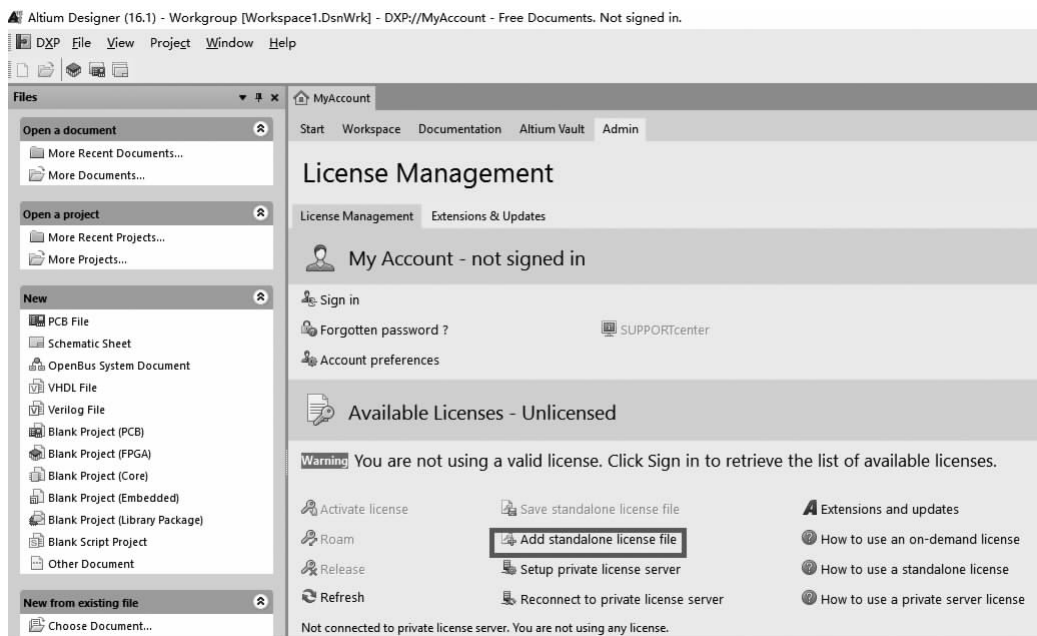 Altium Designer (16.1) - Workgroup [Workspace1.DsnWrk] - DXP://MyAccount - Free Documents. Not signed in.
DXP File View Project Window Help
Files
MyAccount
Open a document
More Recent Documents...
More Documents...
Open a project
More Recent Projects...
More Projects...
New
PCB File
Schematic Sheet
OpenBus System Document
VHDL File
Verilog File
Blank Project (PCB)
Blank Project (FPGA)
Blank Project (Core)
Blank Project (Embedded)
Blank Project (Library Package)
Blank Script Project
Other Document
New from existing file
Choose Document...
Start Workspace Documentation Altium Vault Admin
License Management
License Management Extensions & Updates
My Account - not signed in
Sign in
Forgotten password ? SUPPORTcenter
Account preferences
Available Licenses - Unlicensed
Warning You are not using a valid license. Click Sign in to retrieve the list of available licenses.
Activate license Save standalone license file Extensions and updates
Roam Add standalone license file How to use an on-demand license
Release Setup private license server How to use a standalone license
Refresh Reconnect to private license server How to use a private server license
Not connected to private license server. You are not using any license.